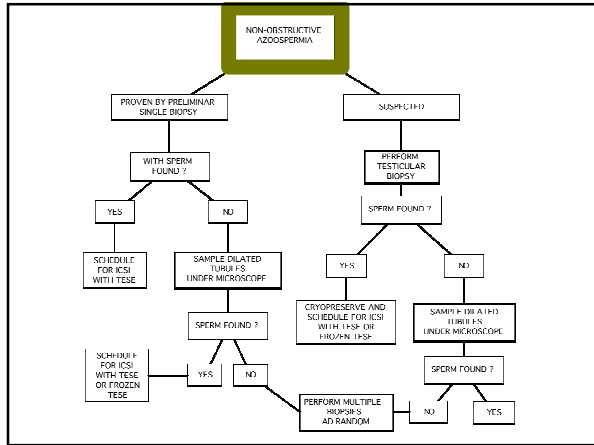 NON-OBSTRUCTIVE
AZOOSPERMIA
PROVEN BY PRELIMINAR
SINGLE BIOPSY
SUSPECTED
WITH SPERM
FOUND ?
PERFORM
TESTICULAR
BIOPSY
YES
NO
SPERM FOUND ?
SCHEDULE
FOR ICSI
WITH TESE
SAMPLE DILATED
TUBULES
UNDER MICROSCOPE
YES
NO
CRYOPRESERVE AND
SCHEDULE FOR ICSI
WITH TESE OR
FROZEN TESE
SAMPLE DILATED
TUBULES
UNDER MICROSCOPE
SPERM FOUND ?
SCHEDULE
FOR ICSI
WITH TESE
OR FROZEN
TESE
YES
NO
SPERM FOUND ?
PERFORM MULTIPLE
BIOPSIES
AD RANDOM
NO
YES